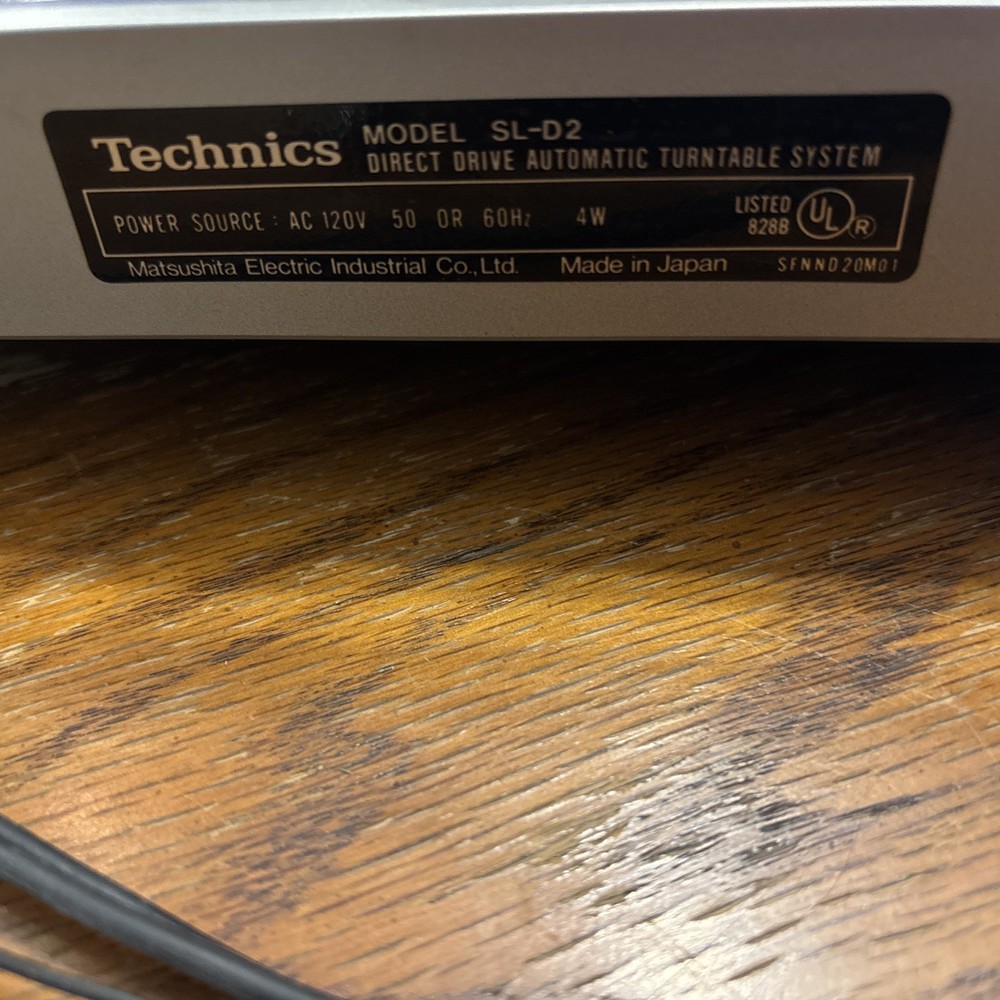 Technics
MODEL SL-D2
DIRECT DRIVE AUTOMATIC TURNTABLE SYSTEM
POWER SOURCE : AC 120V 50 OR 60Hz 4W
LISTED
828B
UL
R
Matsushita Electric Industrial Co., Ltd. Made in Japan SFNND20M01